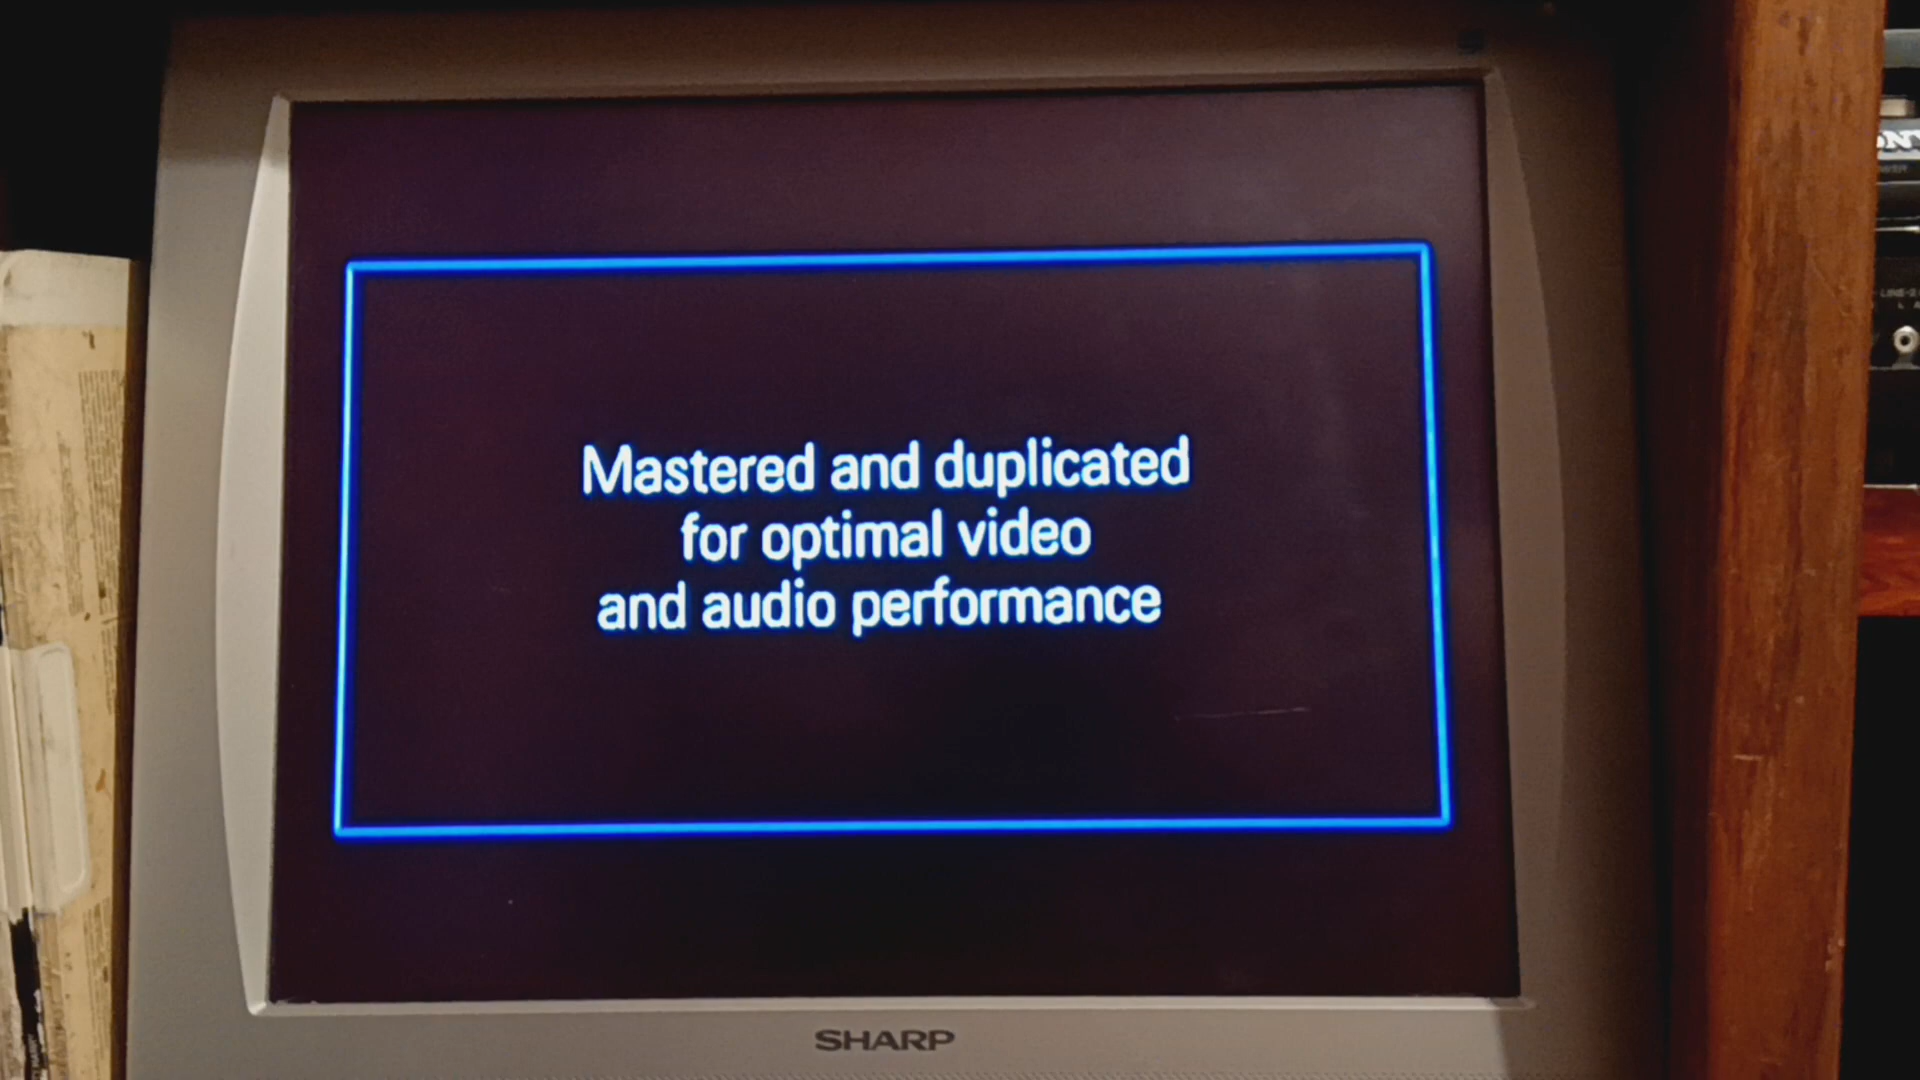 Mastered and duplicated
for optimal video
and audio performance
SHARP